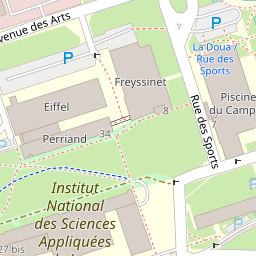 venue des Arts
P
La Doua /
Rue des
Sports
P
Freyssinet
Eiffel
Piscine
du Camp
8
7
34
Perriand
Rue des Sports
Institut
National
des Sciences
Appliquées
27 bis
P
P